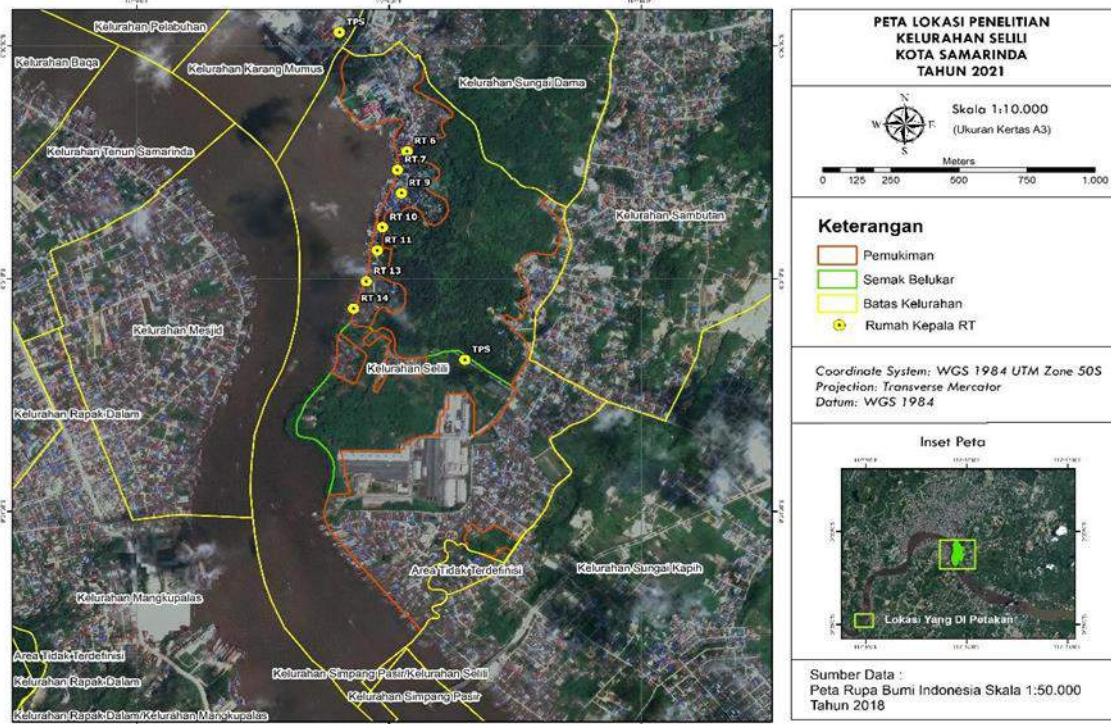 Kelurahan Pelabuhan
TPS
Kelurahan Baqa
Kelurahan Karang Mumus
Kelurahan Sungai Dama
Kelurahan Tenun Samarinda
RT 6
RT 7
RT 9
Kelurahan Sambutan
RT 10
RT 11
RT 13
RT 14
Kelurahan Mesjid
TPS
Kelurahan Selili
Kelurahan Rapak Dalam
Area Tidak Terdefinisi
Kelurahan Sungai Kapih
Kelurahan Mangkupalas
Area Tidak Terdefinisi
Kelurahan Simpang Pasir/Kelurahan Selili
Kelurahan Rapak Dalam
Kelurahan Simpang Pasir
Kelurahan Rapak Dalam/Kelurahan Mangkupalas
PETA LOKASI PENELITIAN
KELURAHAN SELILI
KOTA SAMARINDA
TAHUN 2021
N
W
E
S
Skala 1:10.000
(Ukuran Kertas A3)
Meters
0 125 250 500 750 1.000
Keterangan
Pemukiman
Semak Belukar
Batas Kelurahan
Rumah Kepala RT
Coordinate System: WGS 1984 UTM Zone 50S
Projection: Transverse Mercator
Datum: WGS 1984
Inset Peta
Lokasi Yang DI Petakan
Sumber Data :
Peta Rupa Bumi Indonesia Skala 1:50.000
Tahun 2018